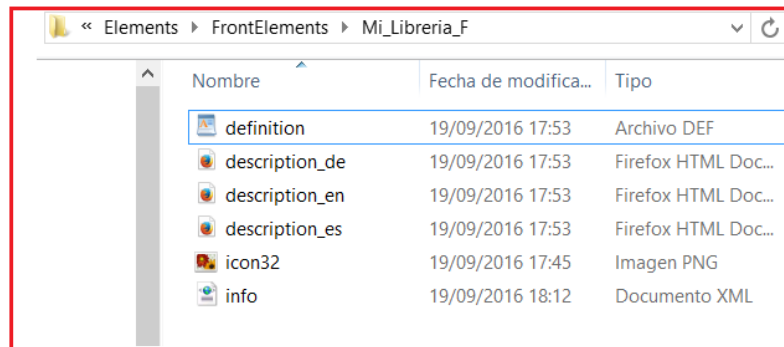 « Elements FrontElements Mi_Libreria_F
Nombre Fecha de modifica... Tipo
definition 19/09/2016 17:53 Archivo DEF
description_de 19/09/2016 17:53 Firefox HTML Doc...
description_en 19/09/2016 17:53 Firefox HTML Doc...
description_es 19/09/2016 17:53 Firefox HTML Doc...
icon32 19/09/2016 17:45 Imagen PNG
info 19/09/2016 18:12 Documento XML